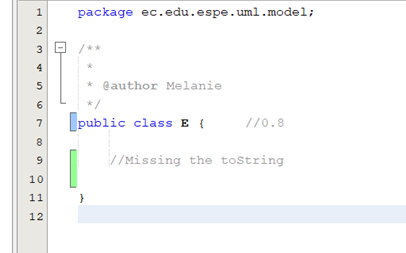 1 package ec.edu.espe.uml.model;
2
3 /**
4 *
5 * @author Melanie
6 */
7 public class E { //0.8
8
9 //Missing the toString
10
11 }
12